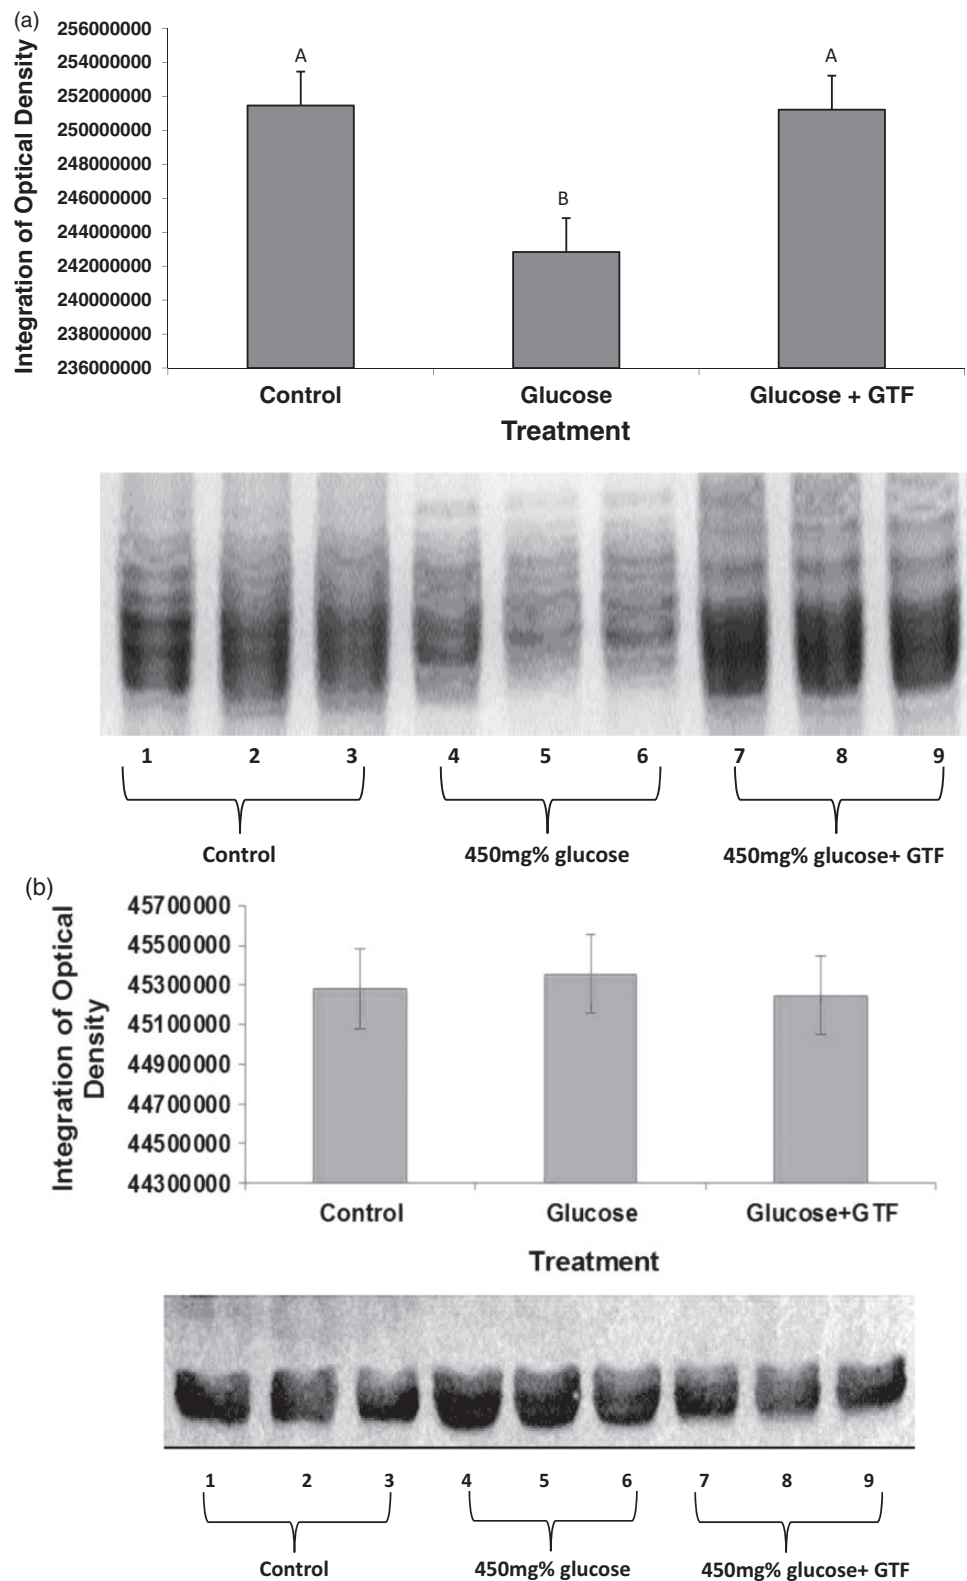 (a)
Integration of Optical Density
256000000
254000000
252000000
250000000
248000000
246000000
244000000
242000000
240000000
238000000
236000000
A
B
A
Control Glucose Glucose + GTF
Treatment
1 2 3 4 5 6 7 8 9
Control 450mg% glucose 450mg% glucose+ GTF
(b)
Integration of Optical
Density
45700000
45500000
45300000
45100000
44900000
44700000
44500000
44300000
Control Glucose Glucose+GTF
Treatment
1 2 3 4 5 6 7 8 9
Control 450mg% glucose 450mg% glucose+ GTF